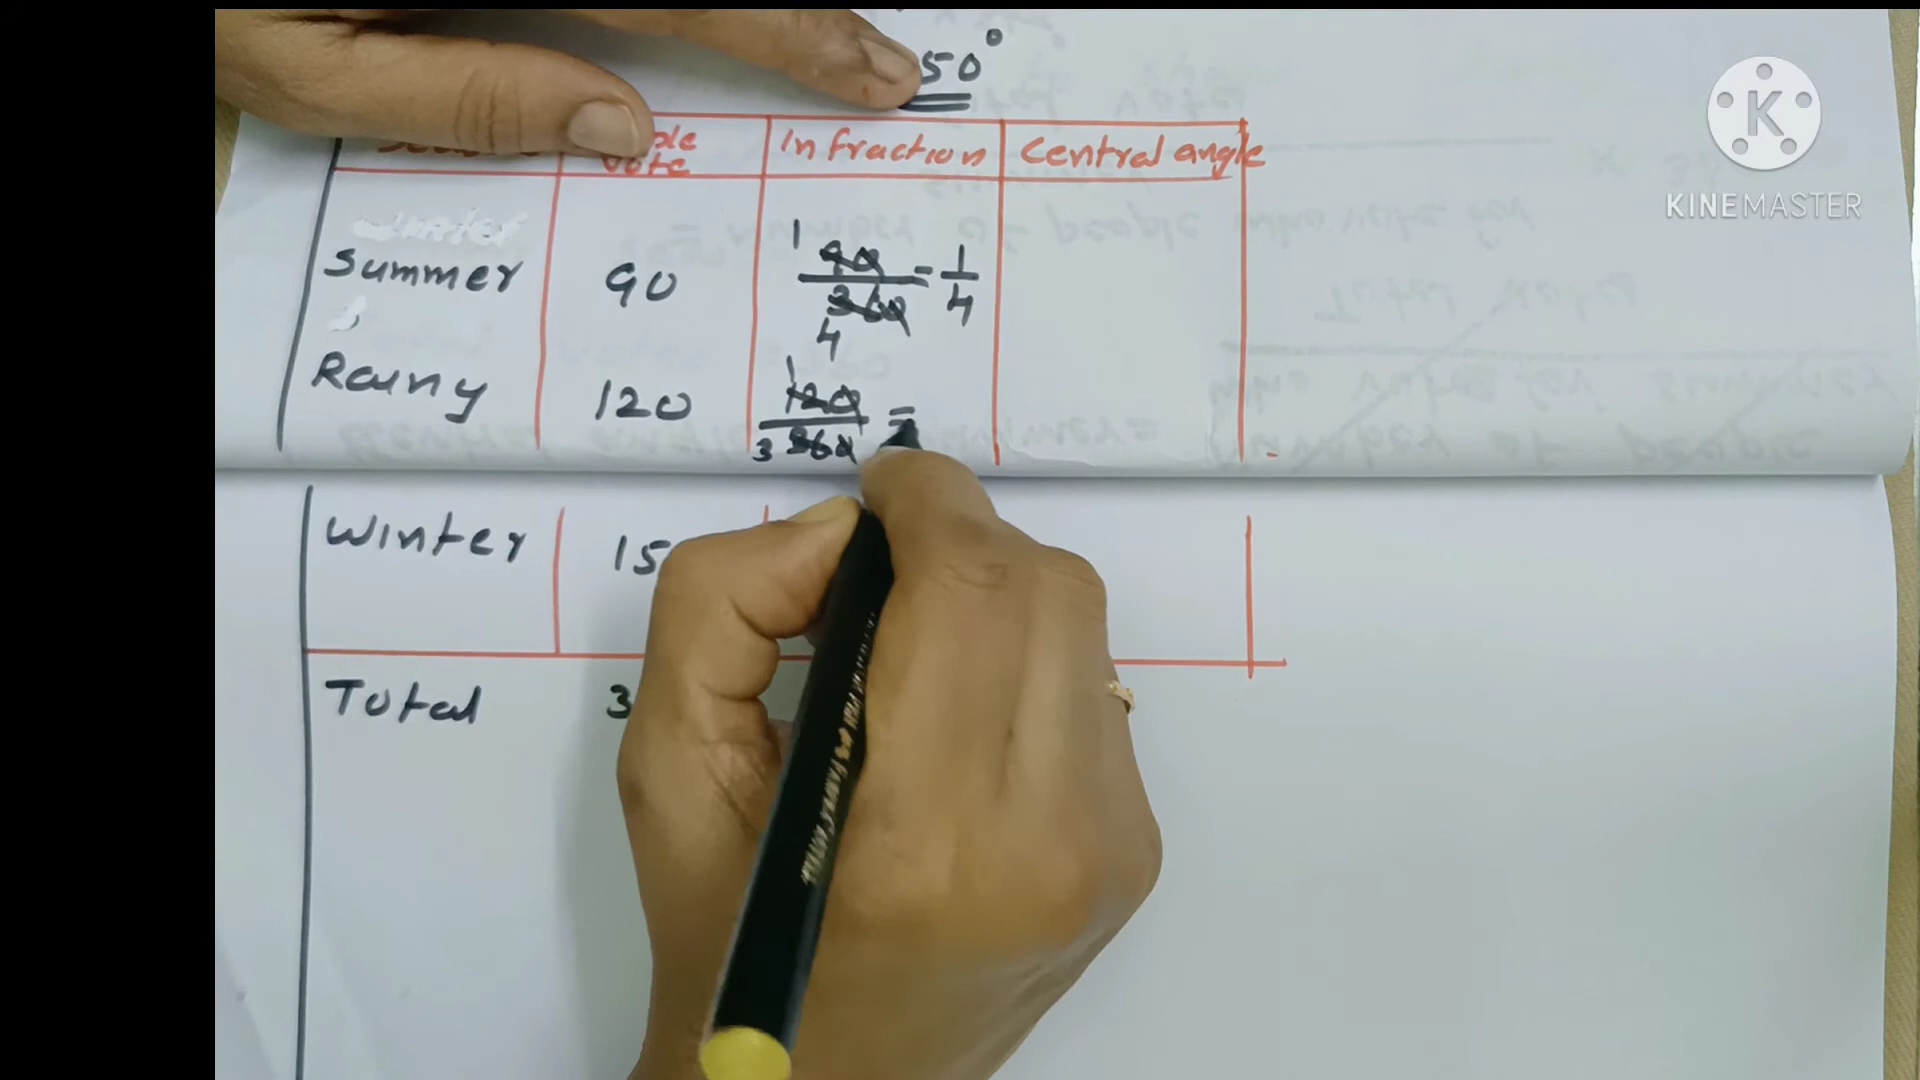 50°
Vote
In fraction
Central angle
Summer
90
1
90/360 = 1/4
4
Rainy
120
1
120/360 =
3
Winter
15
Total
3
K
KINEMASTER